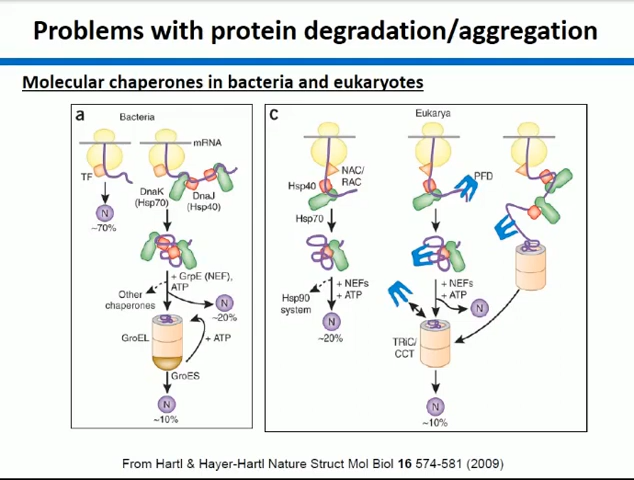 Problems with protein degradation/aggregation
Molecular chaperones in bacteria and eukaryotes
a
Bacteria
mRNA
TF
DnaK
(Hsp70)
DnaJ
(Hsp40)
N
~70%
+ GrpE (NEF),
ATP
Other
chaperones
N
~20%
GroEL
+ ATP
GroES
N
~10%
c
Eukarya
NAC/
RAC
Hsp40
Hsp70
PFD
+ NEFs
+ ATP
Hsp90
system
N
~20%
+ NEFs
+ ATP
N
TRiC/
CCT
N
~10%
From Hartl & Hayer-Hartl Nature Struct Mol Biol 16 574-581 (2009)